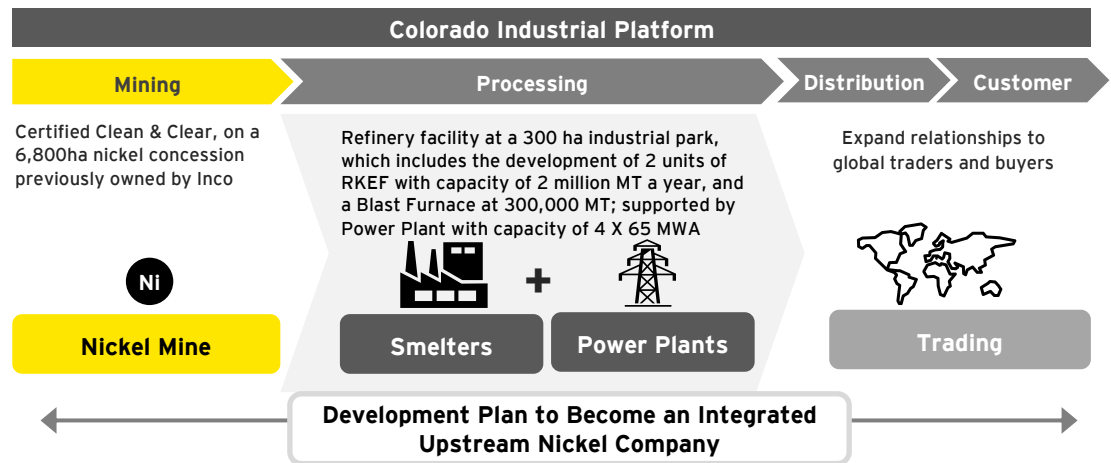 Colorado Industrial Platform
Mining
Processing
Distribution
Customer
Certified Clean & Clear, on a
6,800ha nickel concession
previously owned by Inco
Refinery facility at a 300 ha industrial park,
which includes the development of 2 units of
RKEF with capacity of 2 million MT a year, and
a Blast Furnace at 300,000 MT; supported by
Power Plant with capacity of 4 X 65 MWA
Expand relationships to
global traders and buyers
Ni
+
Nickel Mine
Smelters
Power Plants
Trading
Development Plan to Become an Integrated
Upstream Nickel Company